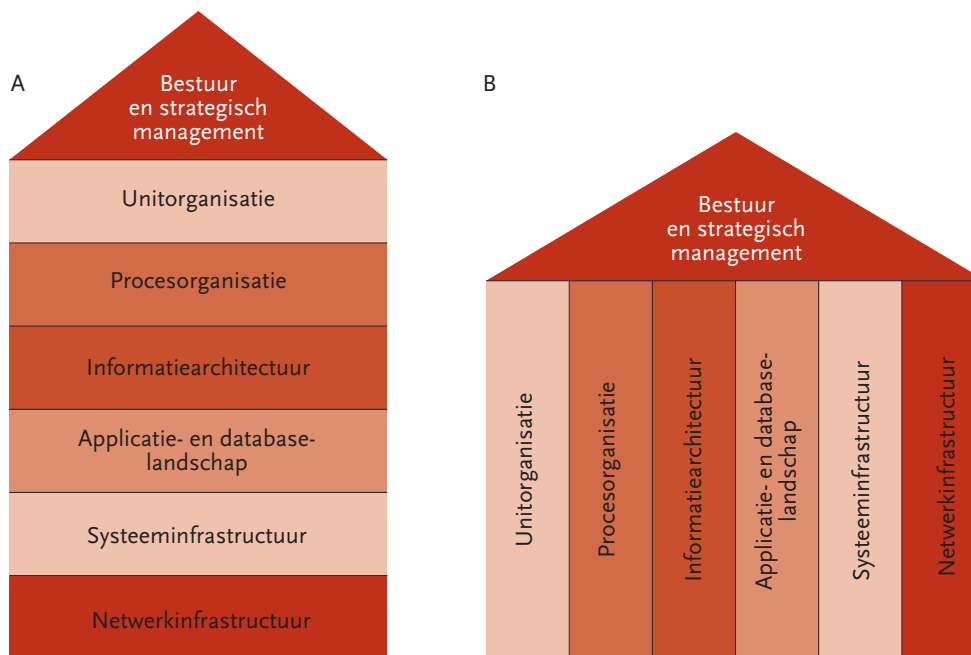 A
Bestuur
en strategisch
management
Unitorganisatie
Procesorganisatie
Informatiearchitectuur
Applicatie- en database-
landschap
Systeeminfrastructuur
Netwerkinfrastructuur
B
Bestuur
en strategisch
management
Unitorganisatie
Procesorganisatie
Informatiearchitectuur
Applicatie- en database-
landschap
Systeeminfrastructuur
Netwerkinfrastructuur